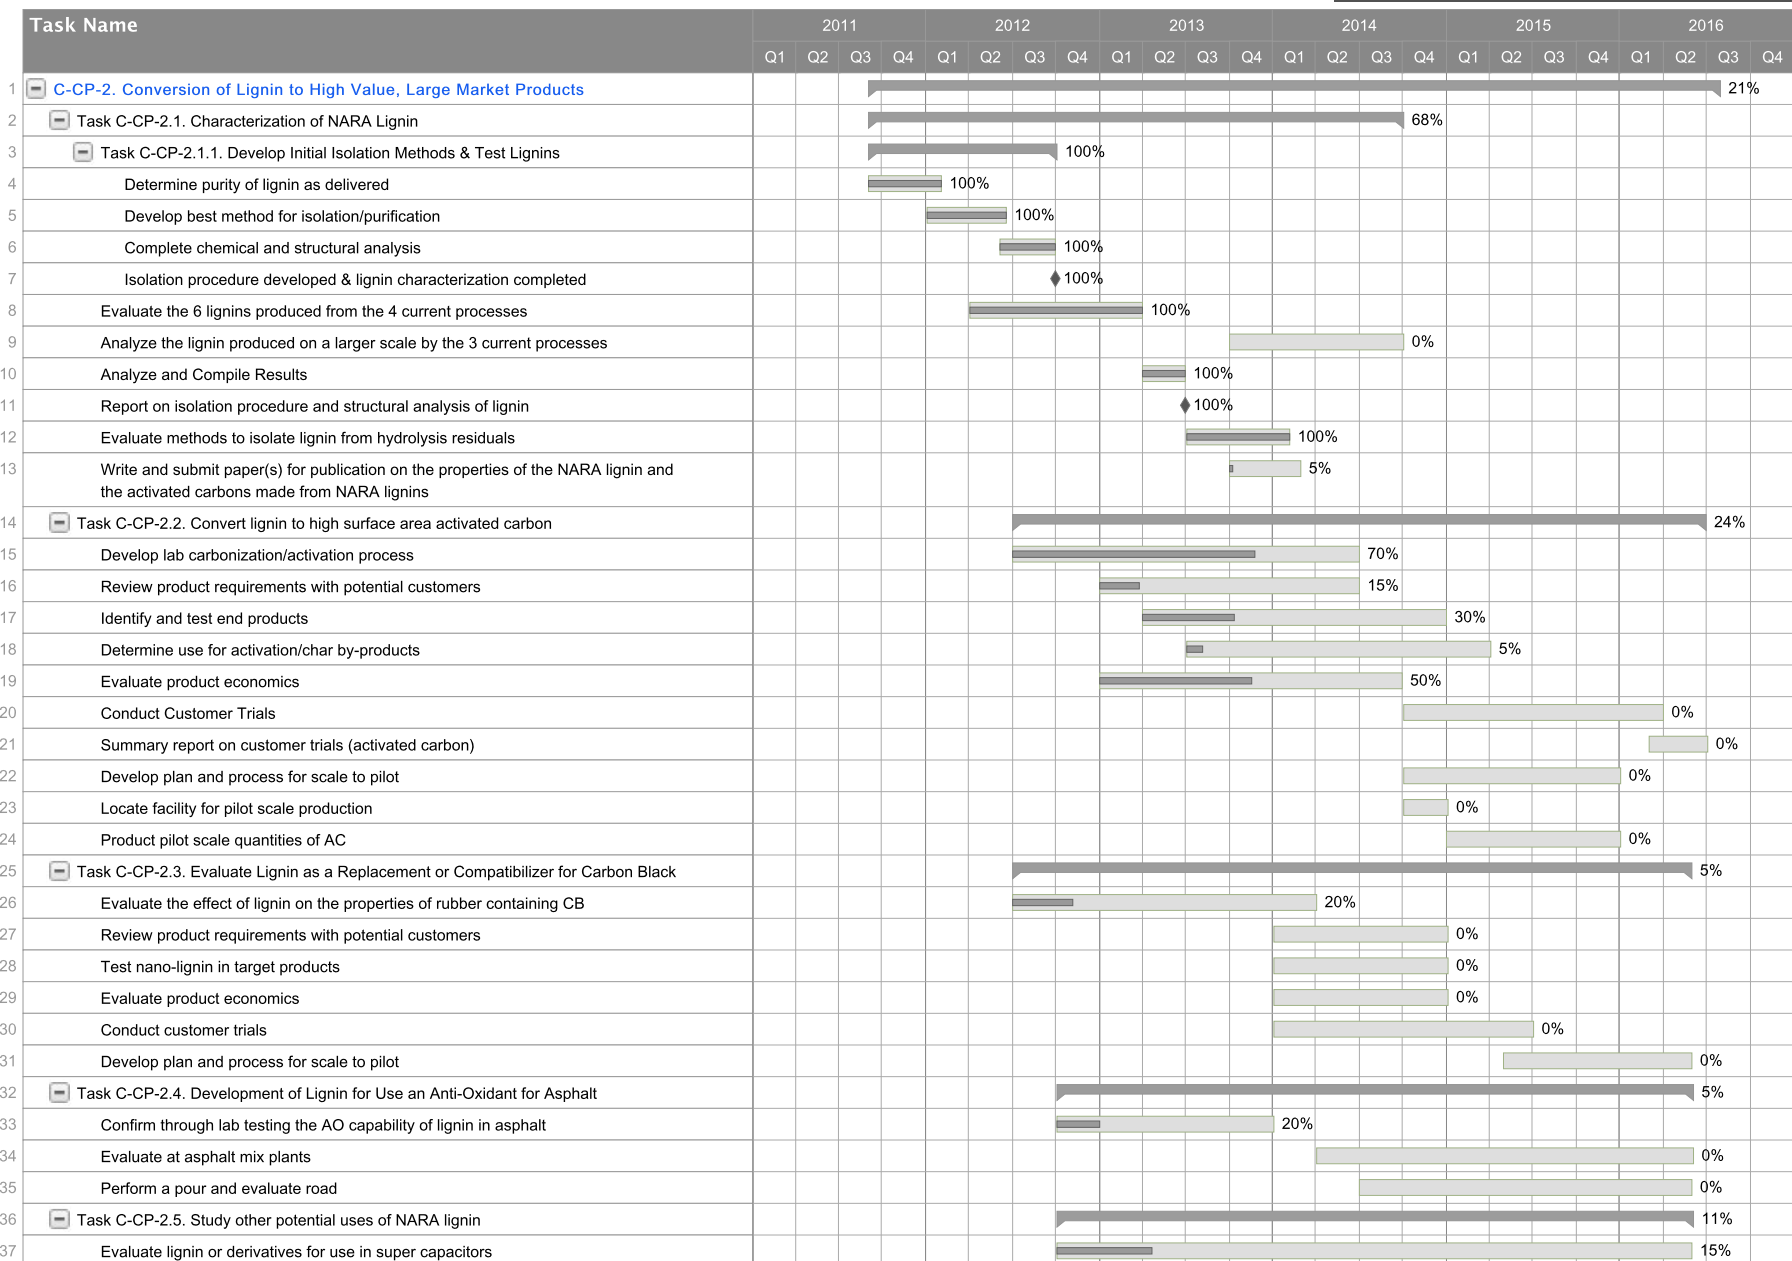 Task Name
2011 2012 2013 2014 2015 2016
Q1 Q2 Q3 Q4 Q1 Q2 Q3 Q4 Q1 Q2 Q3 Q4 Q1 Q2 Q3 Q4 Q1 Q2 Q3 Q4 Q1 Q2 Q3 Q4
1 C-CP-2. Conversion of Lignin to High Value, Large Market Products 21%
2 Task C-CP-2.1. Characterization of NARA Lignin 68%
3 Task C-CP-2.1.1. Develop Initial Isolation Methods & Test Lignins 100%
4 Determine purity of lignin as delivered 100%
5 Develop best method for isolation/purification 100%
6 Complete chemical and structural analysis 100%
7 Isolation procedure developed & lignin characterization completed 100%
8 Evaluate the 6 lignins produced from the 4 current processes 100%
9 Analyze the lignin produced on a larger scale by the 3 current processes 0%
10 Analyze and Compile Results 100%
11 Report on isolation procedure and structural analysis of lignin 100%
12 Evaluate methods to isolate lignin from hydrolysis residuals 100%
13 Write and submit paper(s) for publication on the properties of the NARA lignin and 5%
the activated carbons made from NARA lignins
14 Task C-CP-2.2. Convert lignin to high surface area activated carbon 24%
15 Develop lab carbonization/activation process 70%
16 Review product requirements with potential customers 15%
17 Identify and test end products 30%
18 Determine use for activation/char by-products 5%
19 Evaluate product economics 50%
20 Conduct Customer Trials 0%
21 Summary report on customer trials (activated carbon) 0%
22 Develop plan and process for scale to pilot 0%
23 Locate facility for pilot scale production 0%
24 Product pilot scale quantities of AC 0%
25 Task C-CP-2.3. Evaluate Lignin as a Replacement or Compatibilizer for Carbon Black 5%
26 Evaluate the effect of lignin on the properties of rubber containing CB 20%
27 Review product requirements with potential customers 0%
28 Test nano-lignin in target products 0%
29 Evaluate product economics 0%
30 Conduct customer trials 0%
31 Develop plan and process for scale to pilot 0%
32 Task C-CP-2.4. Development of Lignin for Use an Anti-Oxidant for Asphalt 5%
33 Confirm through lab testing the AO capability of lignin in asphalt 20%
34 Evaluate at asphalt mix plants 0%
35 Perform a pour and evaluate road 0%
36 Task C-CP-2.5. Study other potential uses of NARA lignin 11%
37 Evaluate lignin or derivatives for use in super capacitors 15%